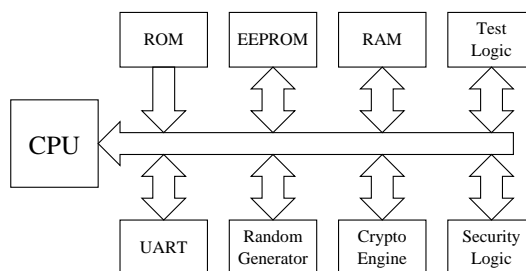 ROM
EEPROM
RAM
Test
Logic
CPU
UART
Random
Generator
Crypto
Engine
Security
Logic